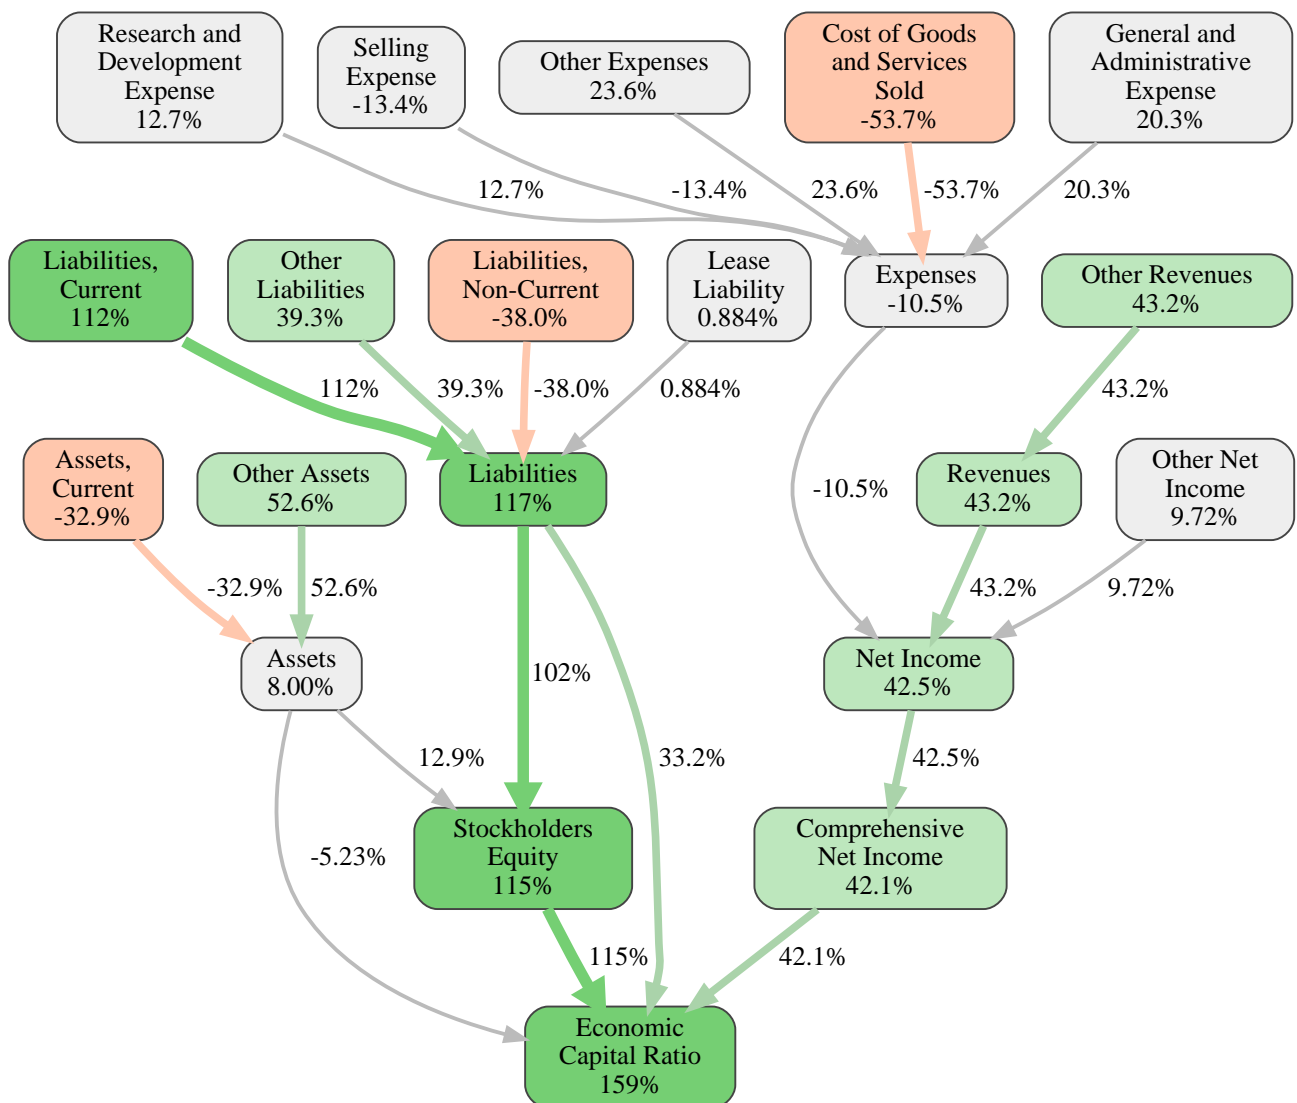 Research and
Development
Expense
12.7%
Selling
Expense
-13.4%
Other Expenses
23.6%
Cost of Goods
and Services
Sold
-53.7%
General and
Administrative
Expense
20.3%
12.7%
-13.4%
23.6%
-53.7%
20.3%
Liabilities,
Current
112%
Other
Liabilities
39.3%
Liabilities,
Non-Current
-38.0%
Lease
Liability
0.884%
Expenses
-10.5%
Other Revenues
43.2%
112%
39.3%
-38.0%
0.884%
43.2%
Assets,
Current
-32.9%
Other Assets
52.6%
Liabilities
117%
-10.5%
Revenues
43.2%
Other Net
Income
9.72%
-32.9%
52.6%
43.2%
9.72%
Assets
8.00%
102%
Net Income
42.5%
12.9%
33.2%
42.5%
-5.23%
Stockholders
Equity
115%
Comprehensive
Net Income
42.1%
115%
42.1%
Economic
Capital Ratio
159%